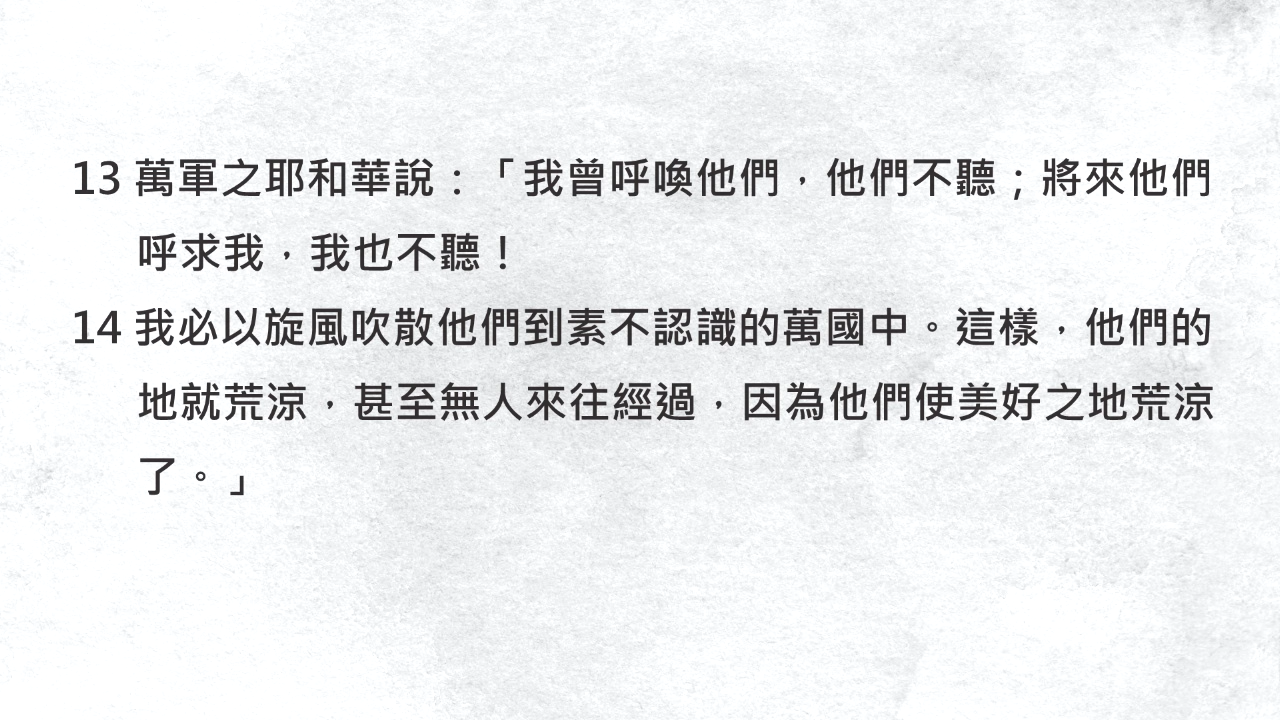 13 萬軍之耶和華說：「我曾呼喚他們，他們不聽；將來他們
呼求我，我也不聽！
14 我必以旋風吹散他們到素不認識的萬國中。這樣，他們的
地就荒涼，甚至無人來往經過，因為他們使美好之地荒涼
了。」